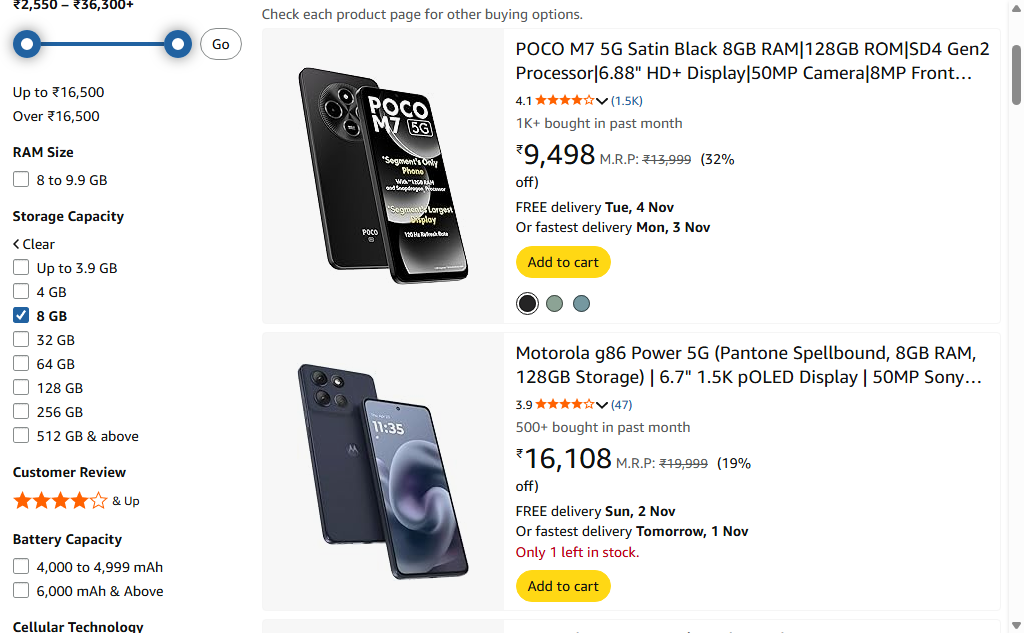 ₹2,550 – ₹36,300+
Go
Up to ₹16,500
Over ₹16,500
RAM Size
8 to 9.9 GB
Storage Capacity
Clear
Up to 3.9 GB
4 GB
8 GB
32 GB
64 GB
128 GB
256 GB
512 GB & above
Customer Review
& Up
Battery Capacity
4,000 to 4,999 mAh
6,000 mAh & Above
Cellular Technology
Check each product page for other buying options.
POCO
M7 5G
"Segment's Only
Phone
With "12GB RAM
and Snapdragon Processor
"Segment's Largest
Display
120 Hz Refresh Rate
POCO
5G
POCO M7 5G Satin Black 8GB RAM|128GB ROM|SD4 Gen2
Processor|6.88" HD+ Display|50MP Camera|8MP Front…
4.1 (1.5K)
1K+ bought in past month
₹9,498 M.R.P: ₹13,999 (32%
off)
FREE delivery Tue, 4 Nov
Or fastest delivery Mon, 3 Nov
Add to cart
11:35
Motorola g86 Power 5G (Pantone Spellbound, 8GB RAM,
128GB Storage) | 6.7" 1.5K pOLED Display | 50MP Sony…
3.9 (47)
500+ bought in past month
₹16,108 M.R.P: ₹19,999 (19%
off)
FREE delivery Sun, 2 Nov
Or fastest delivery Tomorrow, 1 Nov
Only 1 left in stock.
Add to cart